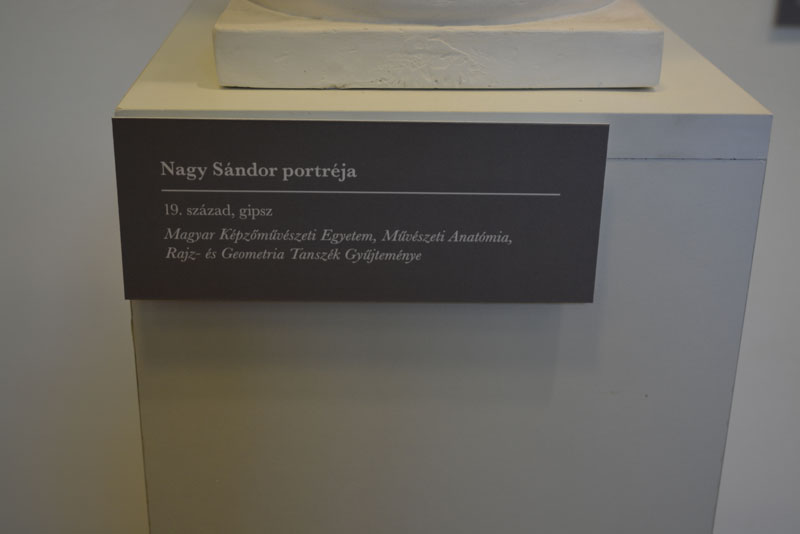 Nagy Sándor portréja
19. század, gipsz
Magyar Képzőművészeti Egyetem, Művészeti Anatómia,
Rajz- és Geometria Tanszék Gyűjteménye